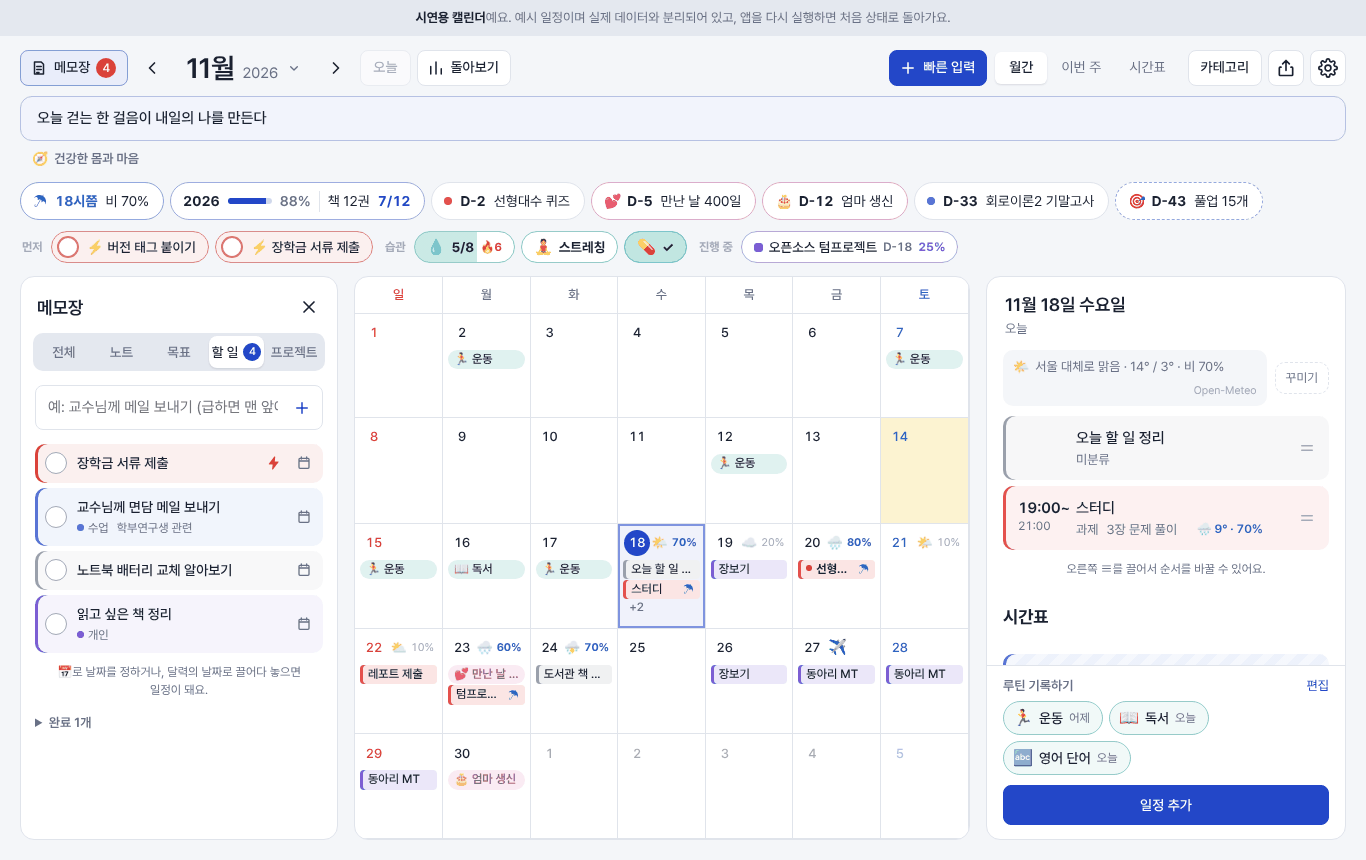 시연용 캘린더예요. 예시 일정이며 실제 데이터와 분리되어 있고, 앱을 다시 실행하면 처음 상태로 돌아가요.
메모장 4
11월 2026
오늘
돌아보기
+ 빠른 입력
월간
이번 주
시간표
카테고리
오늘 걷는 한 걸음이 내일의 나를 만든다
🧭 건강한 몸과 마음
18시쯤 비 70%
2026 88% 책 12권 7/12
D-2 선형대수 퀴즈
D-5 만난 날 400일
D-12 엄마 생신
D-33 회로이론2 기말고사
D-43 풀업 15개
먼저
⚡ 버전 태그 붙이기
⚡ 장학금 서류 제출
습관
💧 5/8 🔥6
스트레칭
💊 ✓
진행 중
오픈소스 텀프로젝트 D-18 25%
메모장
전체 노트 목표 할 일 4 프로젝트
예: 교수님께 메일 보내기 (급하면 맨 앞에
장학금 서류 제출
교수님께 면담 메일 보내기
수업 학부연구생 관련
노트북 배터리 교체 알아보기
읽고 싶은 책 정리
개인
📅로 날짜를 정하거나, 달력의 날짜로 끌어다 놓으면
일정이 돼요.
▶ 완료 1개
일 월 화 수 목 금 토
1 2 3 4 5 6 7
🏃 운동
🏃 운동
8 9 10 11 12 13 14
🏃 운동
15 16 17 18 70% 19 20% 20 80% 21 10%
🏃 운동
📖 독서
🏃 운동
오늘 할 일 ...
스터디
+2
장보기
선형...
22 10% 23 60% 24 70% 25 26 27 ✈️ 28
레포트 제출
💕 만난 날 ...
텀프로...
도서관 책 ...
장보기
동아리 MT
동아리 MT
29 30 1 2 3 4 5
동아리 MT
🎂 엄마 생신
11월 18일 수요일
오늘
서울 대체로 맑음 · 14° / 3° · 비 70%
Open-Meteo
꾸미기
오늘 할 일 정리
미분류
19:00~ 스터디
21:00 과제 3장 문제 풀이 9° · 70%
오른쪽 ≡를 끌어서 순서를 바꿀 수 있어요.
시간표
루틴 기록하기
편집
🏃 운동 어제
📖 독서 오늘
🔤 영어 단어 오늘
일정 추가